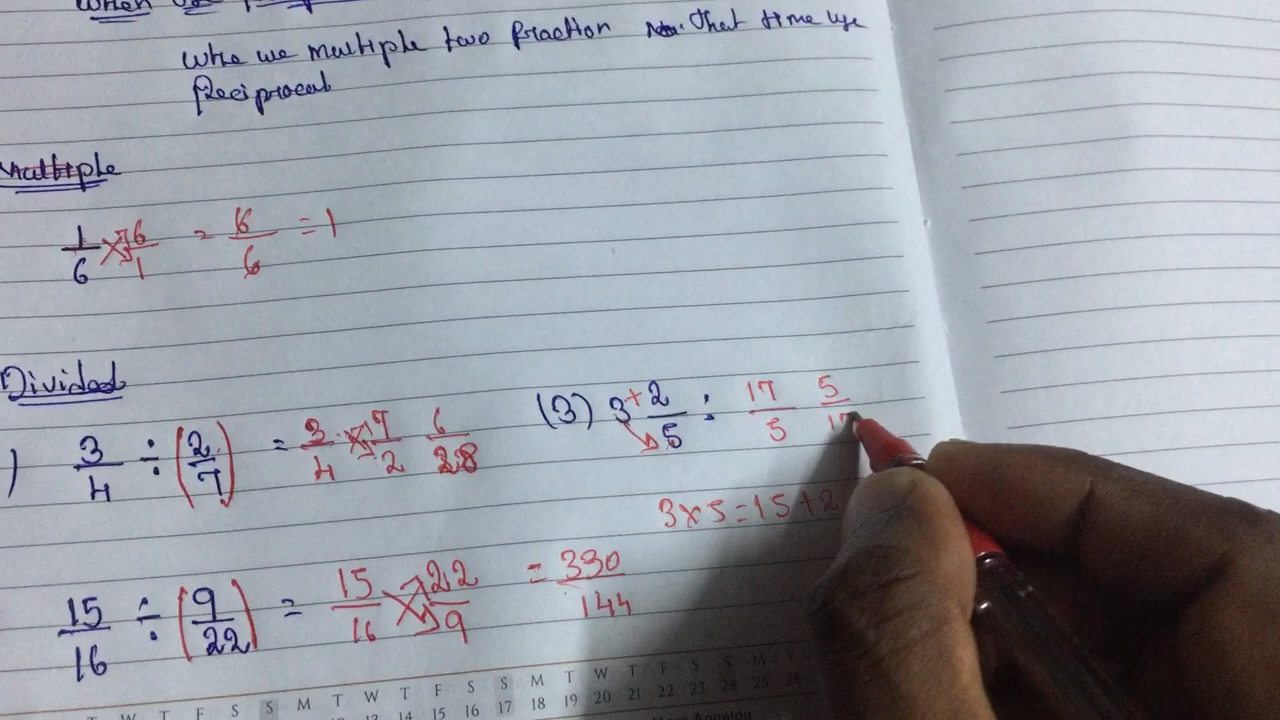 When
Whe we multiple two fraction That time use
Reciprocal
Multiple
1/6 × 6/1 = 6/6 = 1
Divided
) 3/4 ÷ (2/7) = 3/4 × 7/2 6/28
(3) 3 + 2/5 : 17/5 5/17
3×5=15+2
15/16 ÷ (9/22) = 15/16 × 22/9 = 330/144
T W T F S S M T W T F S S M T W T F S S M T
14 15 16 17 18 19 20 21 22 23 24 25 26